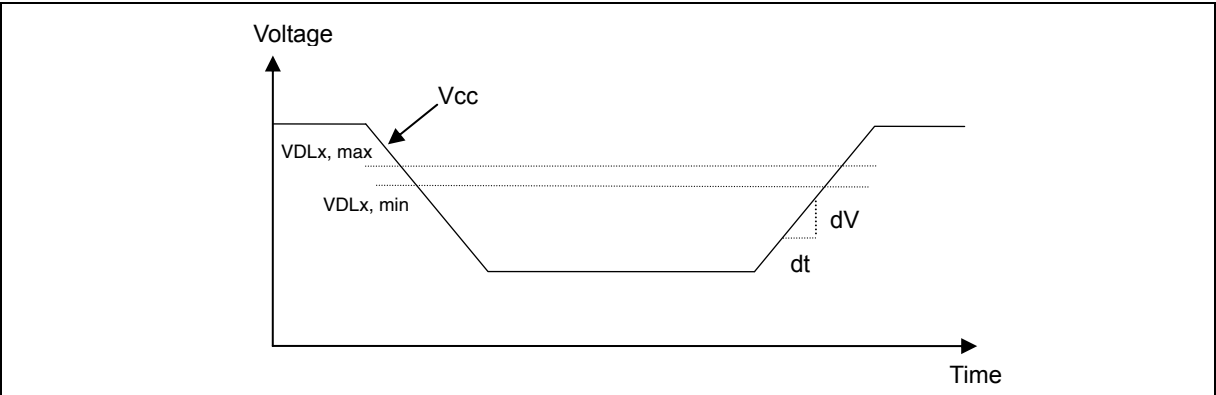 Voltage
Vcc
VDLx, max
VDLx, min
dV
dt
Time